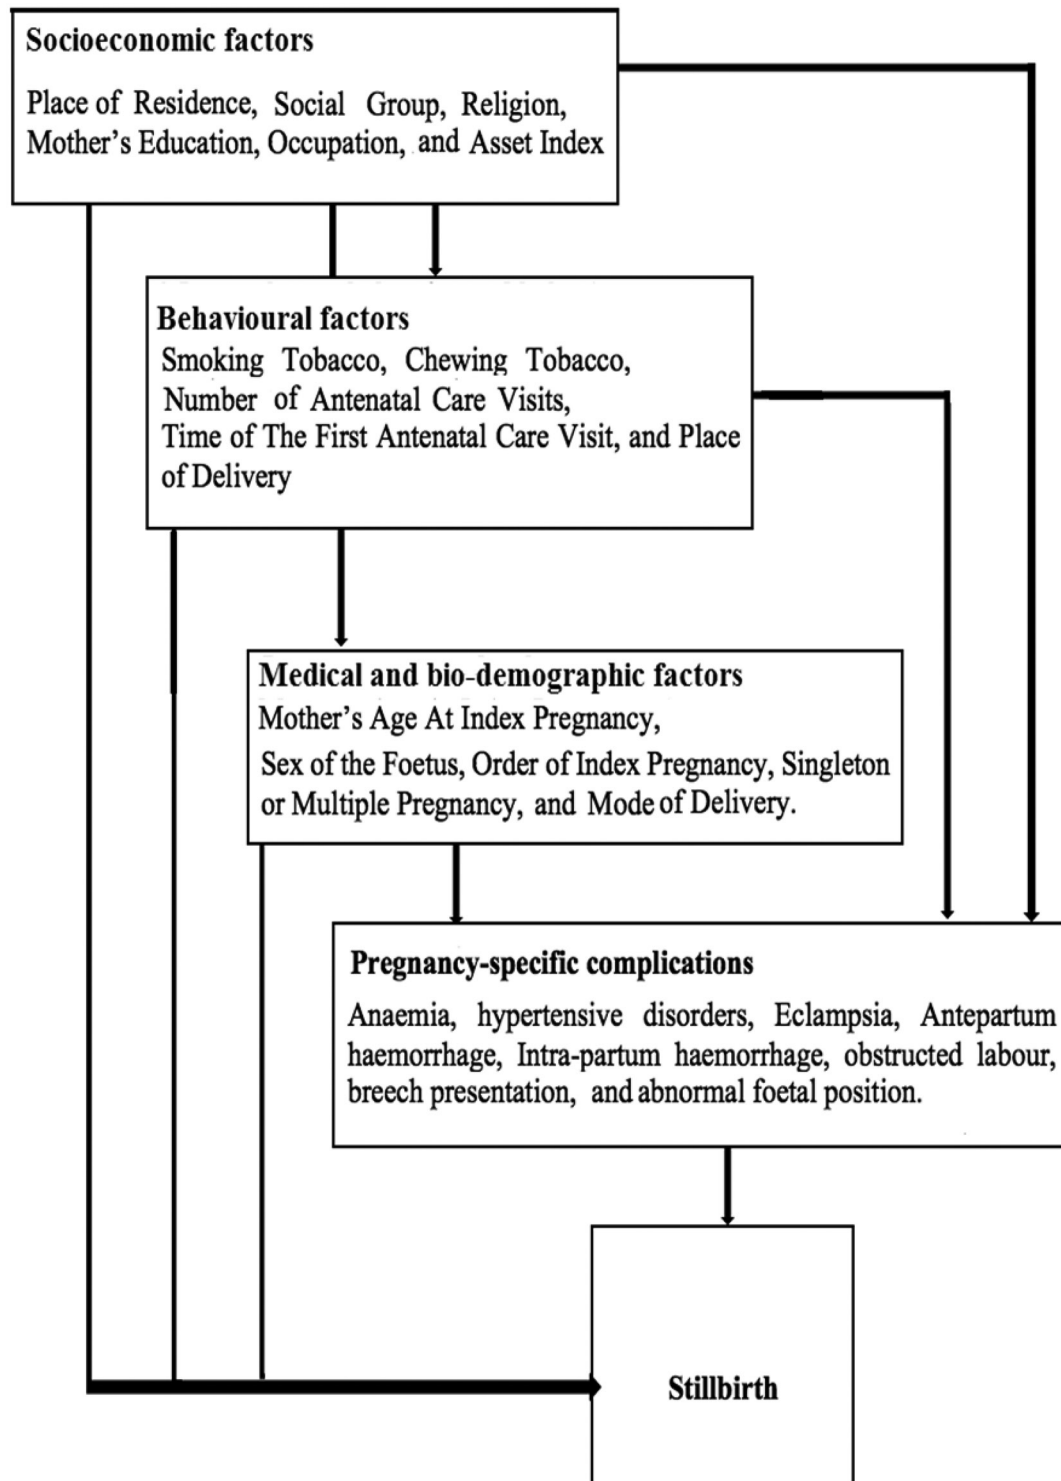 Socioeconomic factors
Place of Residence, Social Group, Religion,
Mother's Education, Occupation, and Asset Index
Behavioural factors
Smoking Tobacco, Chewing Tobacco,
Number of Antenatal Care Visits,
Time of The First Antenatal Care Visit, and Place
of Delivery
Medical and bio-demographic factors
Mother's Age At Index Pregnancy,
Sex of the Foetus, Order of Index Pregnancy, Singleton
or Multiple Pregnancy, and Mode of Delivery.
Pregnancy-specific complications
Anaemia, hypertensive disorders, Eclampsia, Antepartum
haemorrhage, Intra-partum haemorrhage, obstructed labour,
breech presentation, and abnormal foetal position.
Stillbirth